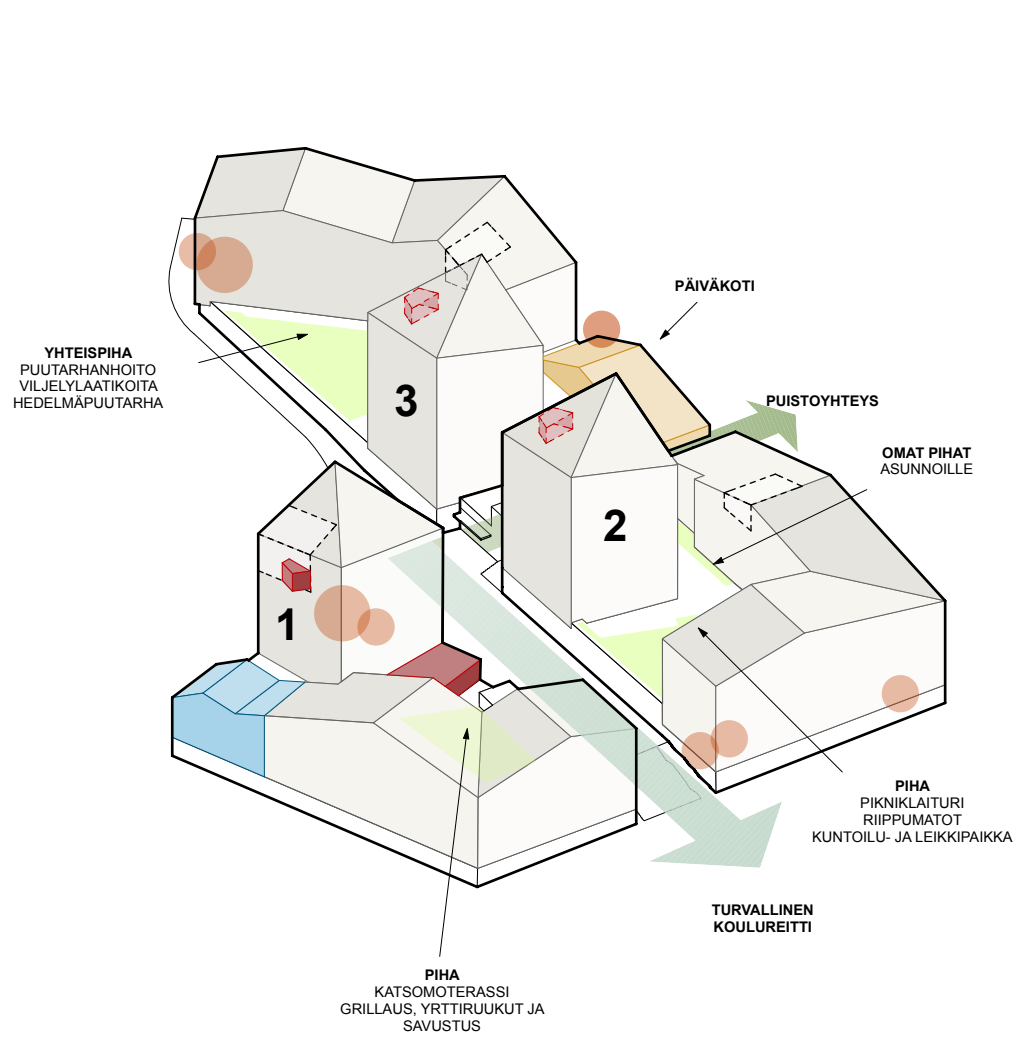 PÄIVÄKOTI
YHTEISPIHA
PUUTARHANHOITO
VILJELYLAATIKOITA
HEDELMÄPUUTARHA
3
PUISTOYHTEYS
OMAT PIHAT
ASUNNOILLE
2
1
PIHA
PIKNIKLAITURI
RIIPPUMATOT
KUNTOILU- JA LEIKKIPAIKKA
TURVALLINEN
KOULUREITTI
PIHA
KATSOMOTERASSI
GRILLAUS, YRTTIRUUKUT JA
SAVUSTUS